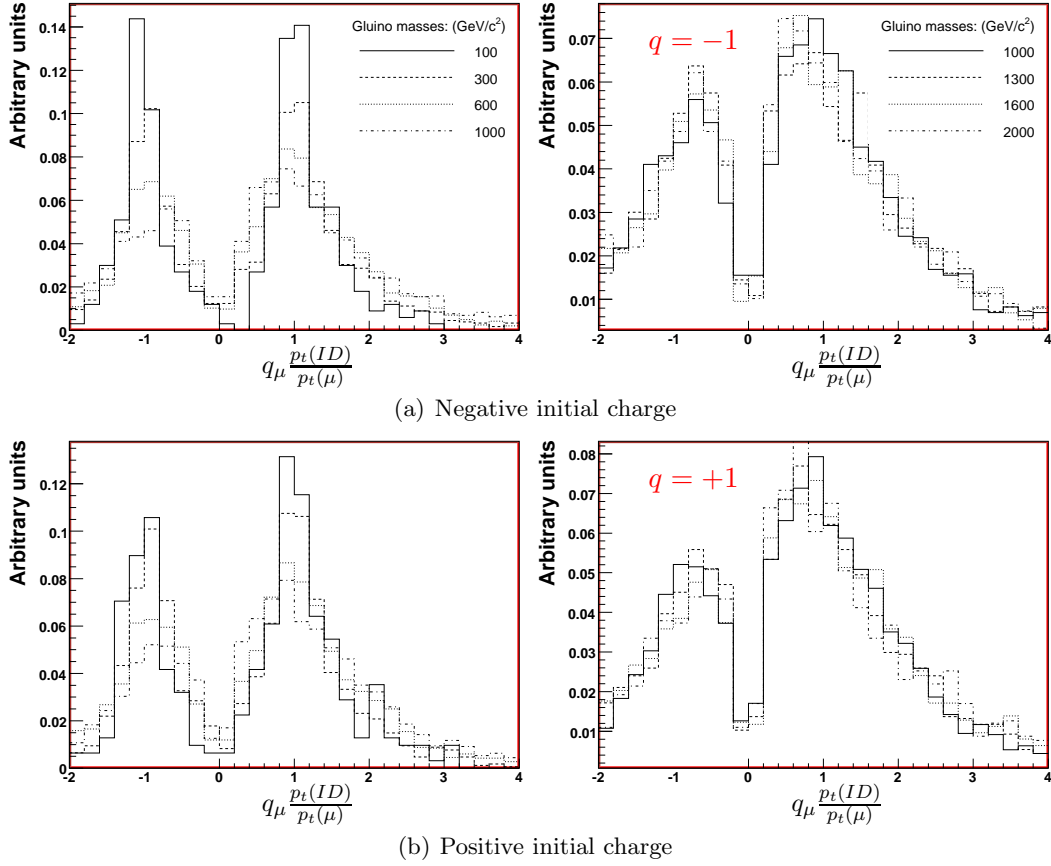 Arbitrary units
0.14
0.12
0.1
0.08
0.06
0.04
0.02
0
-2 -1 0 1 2 3 4
Gluino masses: (GeV/c²)
100
300
600
1000
q_μ p_t(ID)/p_t(μ)
Arbitrary units
0.07
0.06
0.05
0.04
0.03
0.02
0.01
-2 -1 0 1 2 3 4
q = −1
Gluino masses: (GeV/c²)
1000
1300
1600
2000
q_μ p_t(ID)/p_t(μ)
(a) Negative initial charge
Arbitrary units
0.12
0.1
0.08
0.06
0.04
0.02
0
-2 -1 0 1 2 3 4
q_μ p_t(ID)/p_t(μ)
Arbitrary units
0.08
0.07
0.06
0.05
0.04
0.03
0.02
0.01
-2 -1 0 1 2 3 4
q = +1
q_μ p_t(ID)/p_t(μ)
(b) Positive initial charge